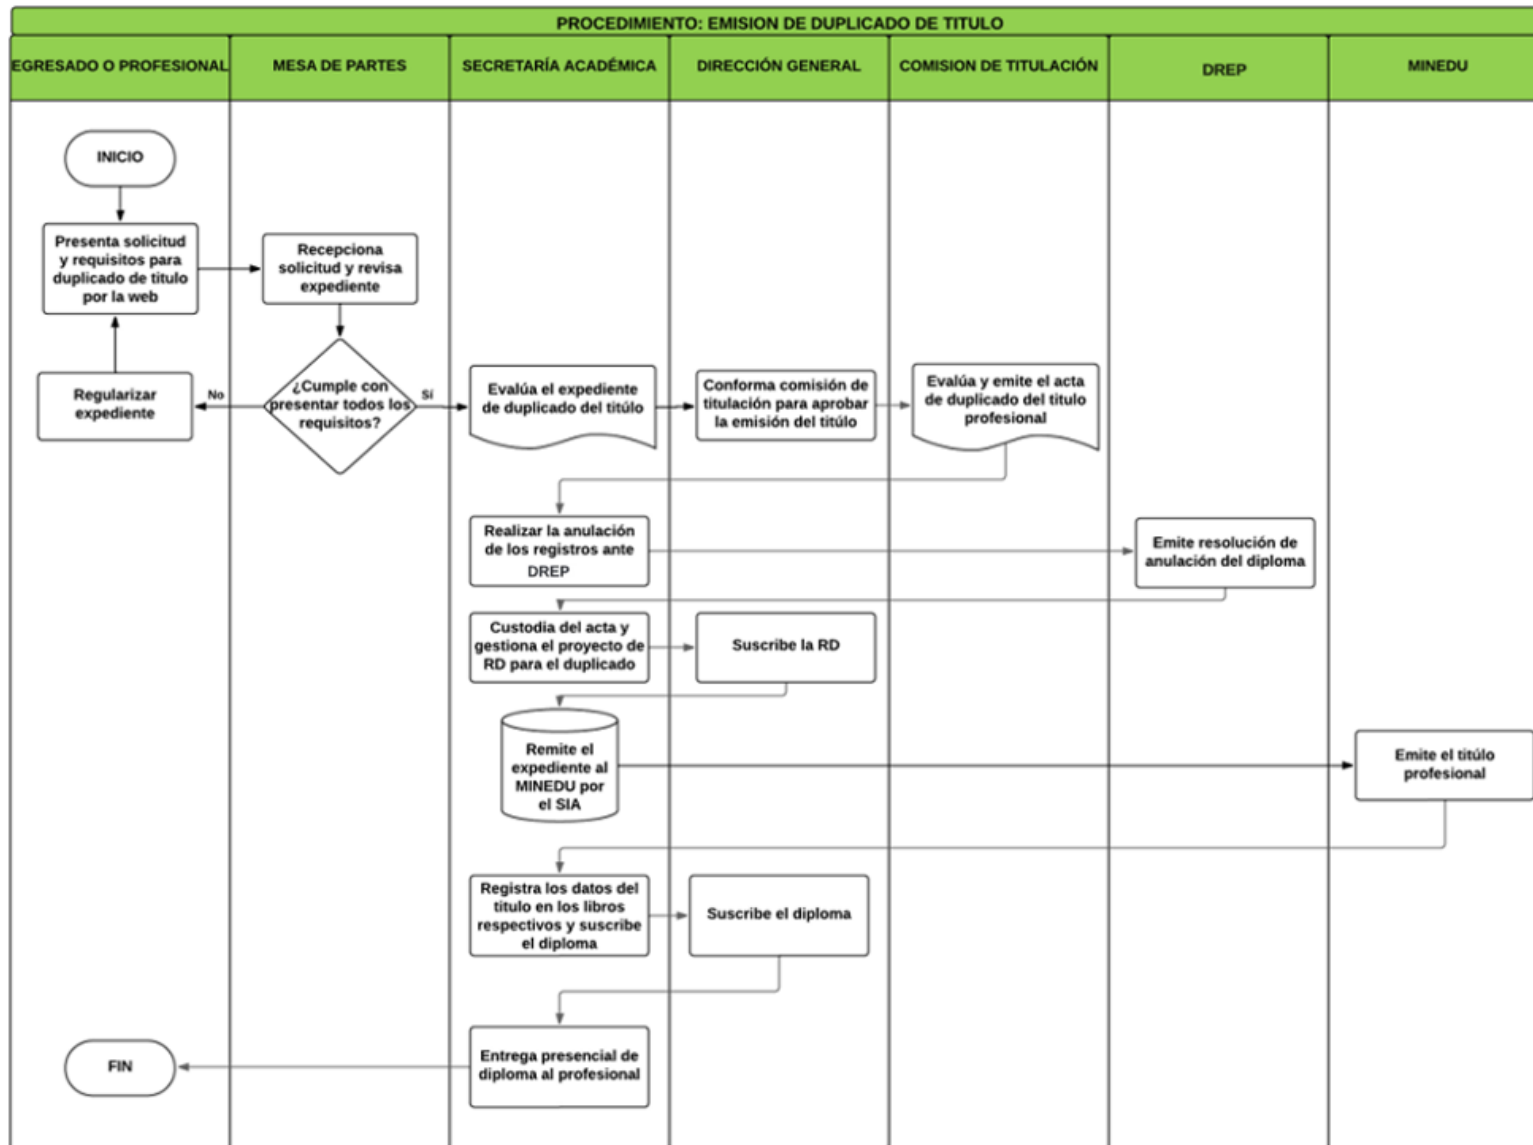 PROCEDIMIENTO: EMISION DE DUPLICADO DE TITULO
EGRESADO O PROFESIONAL
MESA DE PARTES
SECRETARÍA ACADÉMICA
DIRECCIÓN GENERAL
COMISION DE TITULACIÓN
DREP
MINEDU
INICIO
Presenta solicitud
y requisitos para
duplicado de titulo
por la web
Recepciona
solicitud y revisa
expediente
Regularizar
expediente
No
¿Cumple con
presentar todos los
requisitos?
Sí
Evalúa el expediente
de duplicado del titúlo
Conforma comisión de
titulación para aprobar
la emisión del titúlo
Evalúa y emite el acta
de duplicado del titulo
profesional
Realizar la anulación
de los registros ante
DREP
Emite resolución de
anulación del diploma
Custodia del acta y
gestiona el proyecto de
RD para el duplicado
Suscribe la RD
Remite el
expediente al
MINEDU por
el SIA
Emite el titúlo
profesional
Registra los datos del
titulo en los libros
respectivos y suscribe
el diploma
Suscribe el diploma
Entrega presencial de
diploma al profesional
FIN